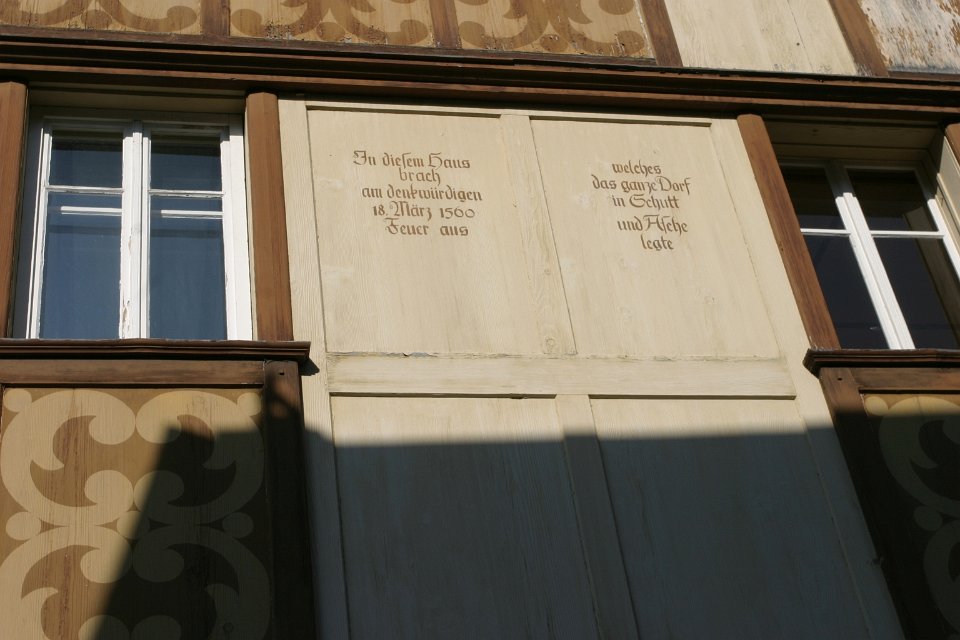 In diesem Haus
brach
am denkwürdigen
18. März 1560
Feuer aus
welches
das ganze Dorf
in Schutt
und Asche
legte